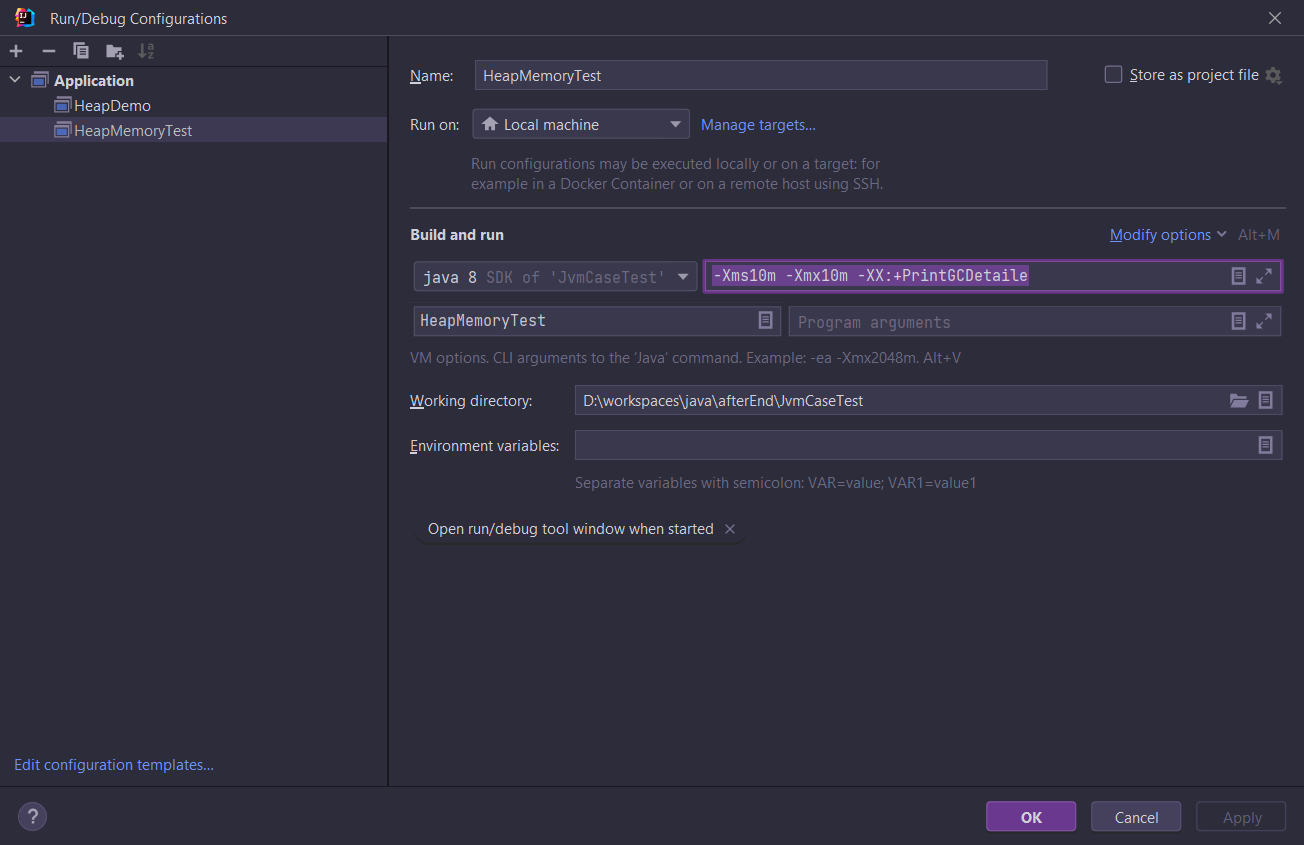 Run/Debug Configurations
Application
HeapDemo
HeapMemoryTest
Edit configuration templates...
Name: HeapMemoryTest Store as project file
Run on: Local machine Manage targets...
Run configurations may be executed locally or on a target: for
example in a Docker Container or on a remote host using SSH.
Build and run Modify options Alt+M
java 8 SDK of 'JvmCaseTest' -Xms10m -Xmx10m -XX:+PrintGCDetaile
HeapMemoryTest Program arguments
VM options. CLI arguments to the 'Java' command. Example: -ea -Xmx2048m. Alt+V
Working directory: D:\workspaces\java\afterEnd\JvmCaseTest
Environment variables:
Separate variables with semicolon: VAR=value; VAR1=value1
Open run/debug tool window when started
? OK Cancel Apply